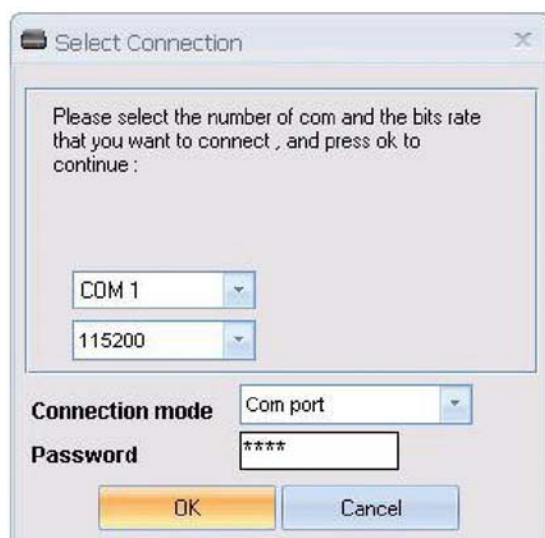 Select Connection
Please select the number of com and the bits rate
that you want to connect , and press ok to
continue :
COM 1
115200
Connection mode Com port
Password ****
OK Cancel